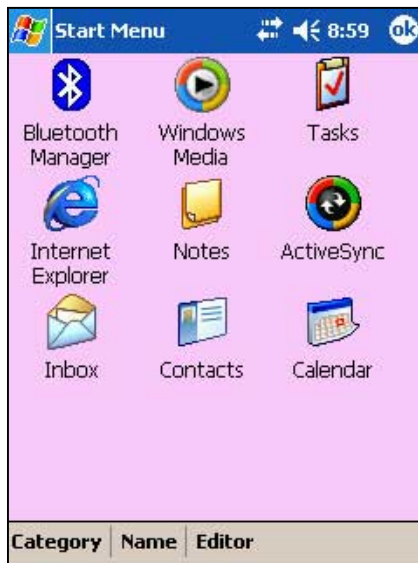 Start Menu 8:59 ok
Bluetooth Manager
Windows Media
Tasks
Internet Explorer
Notes
ActiveSync
Inbox
Contacts
Calendar
Category Name Editor